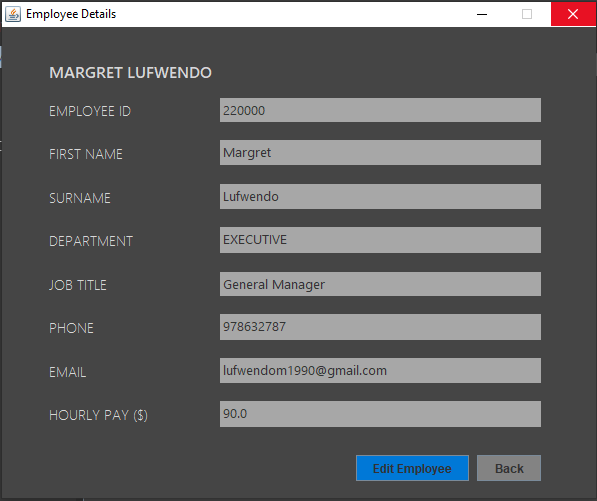 Employee Details
MARGRET LUFWENDO
EMPLOYEE ID 220000
FIRST NAME Margret
SURNAME Lufwendo
DEPARTMENT EXECUTIVE
JOB TITLE General Manager
PHONE 978632787
EMAIL lufwendom1990@gmail.com
HOURLY PAY ($) 90.0
Edit Employee Back